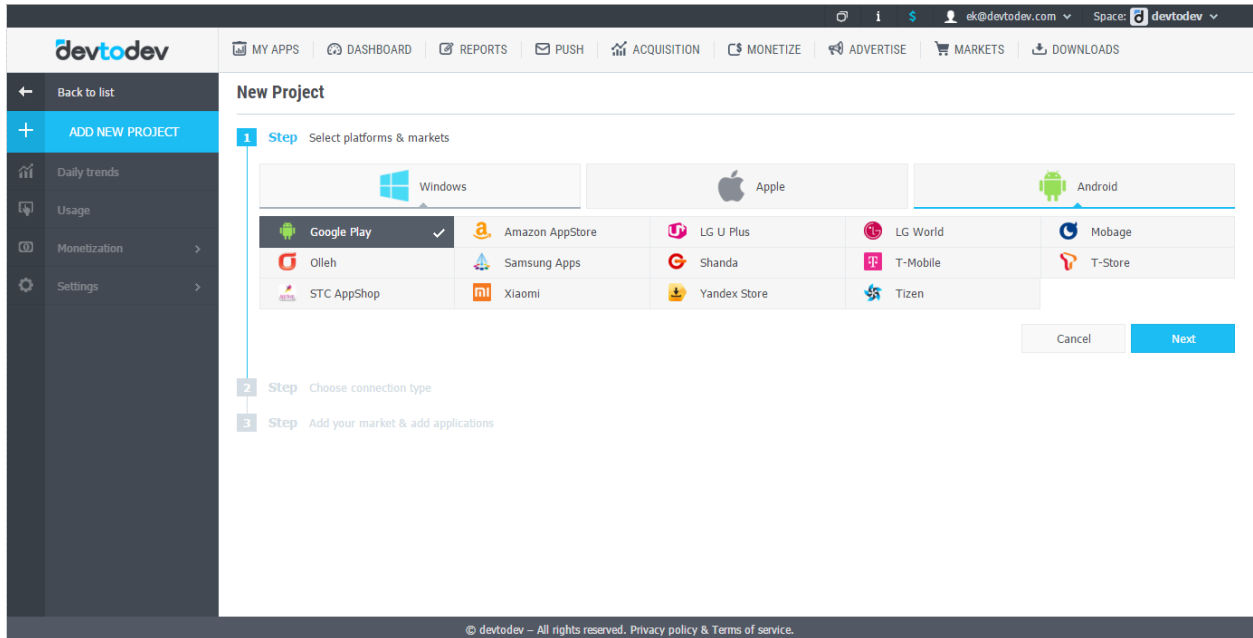 i $ ek@devtodev.com Space: d devtodev
devtodev MY APPS DASHBOARD REPORTS PUSH ACQUISITION MONETIZE ADVERTISE MARKETS DOWNLOADS
Back to list
New Project
ADD NEW PROJECT
1 Step Select platforms & markets
Daily trends
Usage
Monetization
Settings
Windows Apple Android
Google Play Amazon AppStore LG U Plus LG World Mobage
Olleh Samsung Apps Shanda T-Mobile T-Store
STC AppShop Xiaomi Yandex Store Tizen
Cancel Next
2 Step Choose connection type
3 Step Add your market & add applications
© devtodev – All rights reserved. Privacy policy & Terms of service.